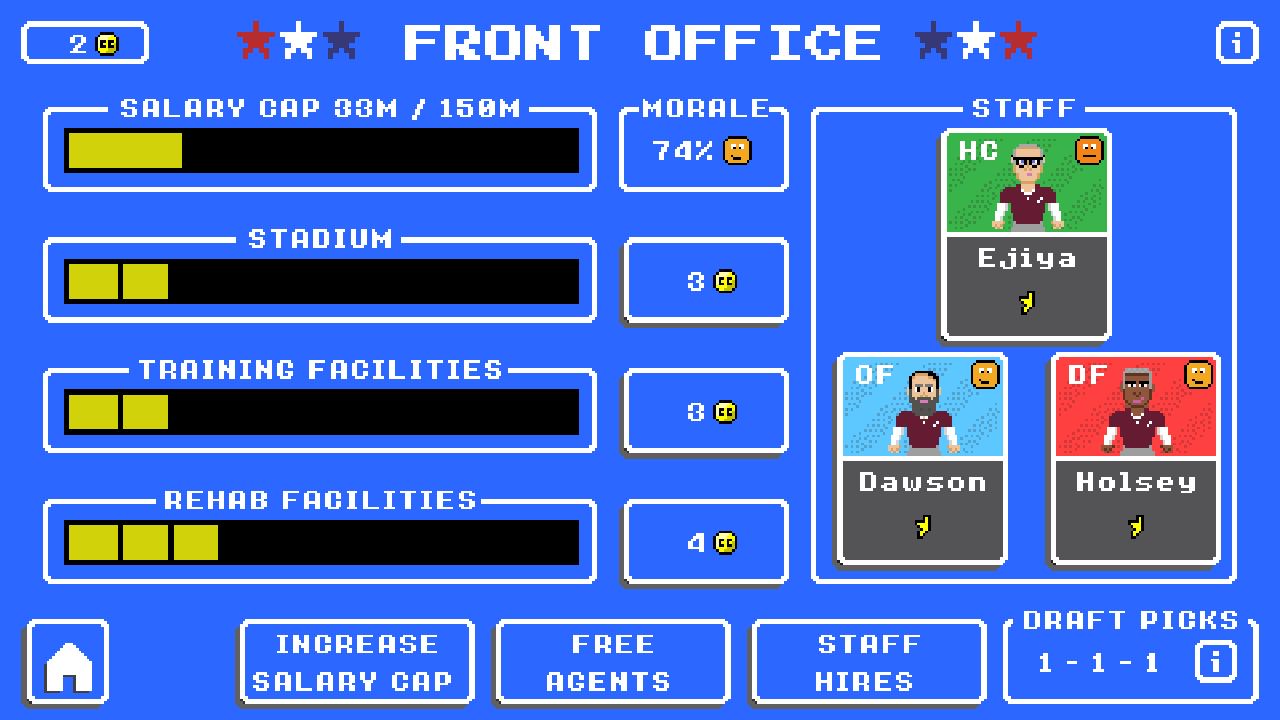 2
FRONT OFFICE
i
SALARY CAP 33M / 150M
MORALE
74%
STADIUM
3
TRAINING FACILITIES
3
REHAB FACILITIES
4
STAFF
HC
Ejiya
OF
Dawson
DF
Holsey
INCREASE
SALARY CAP
FREE
AGENTS
STAFF
HIRES
DRAFT PICKS
1 - 1 - 1
i